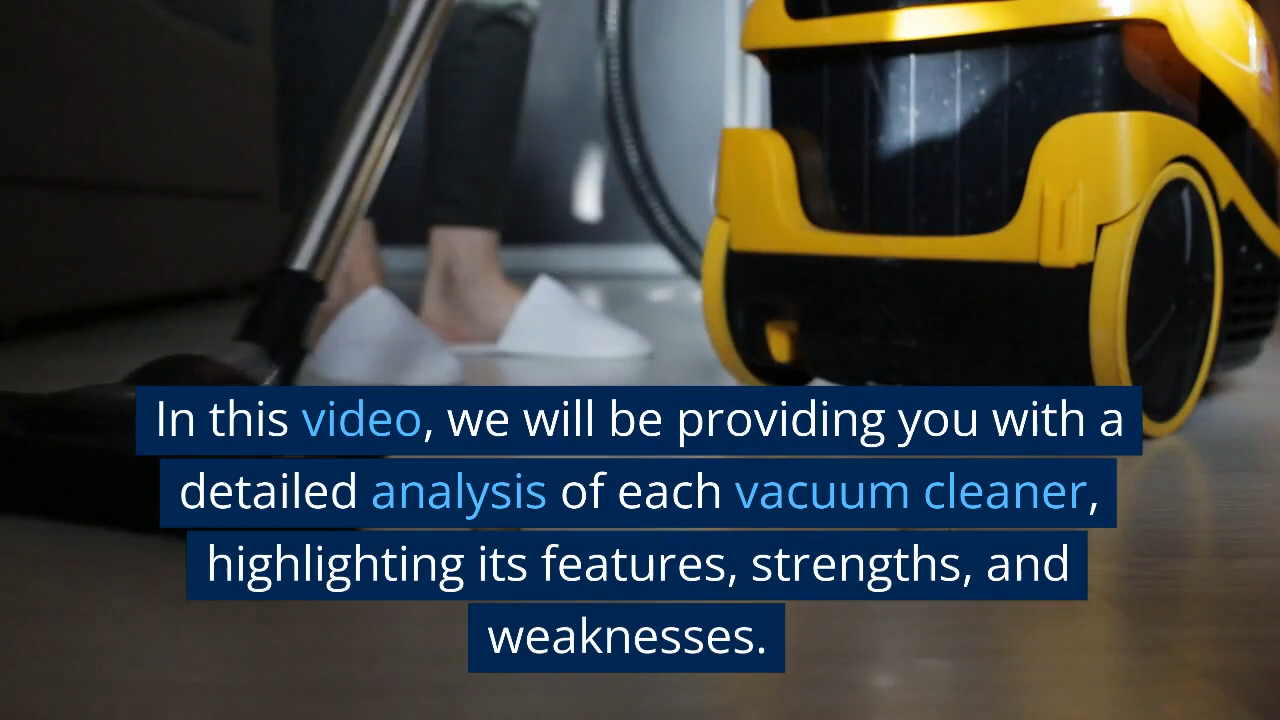 In this video, we will be providing you with a
detailed analysis of each vacuum cleaner,
highlighting its features, strengths, and
weaknesses.